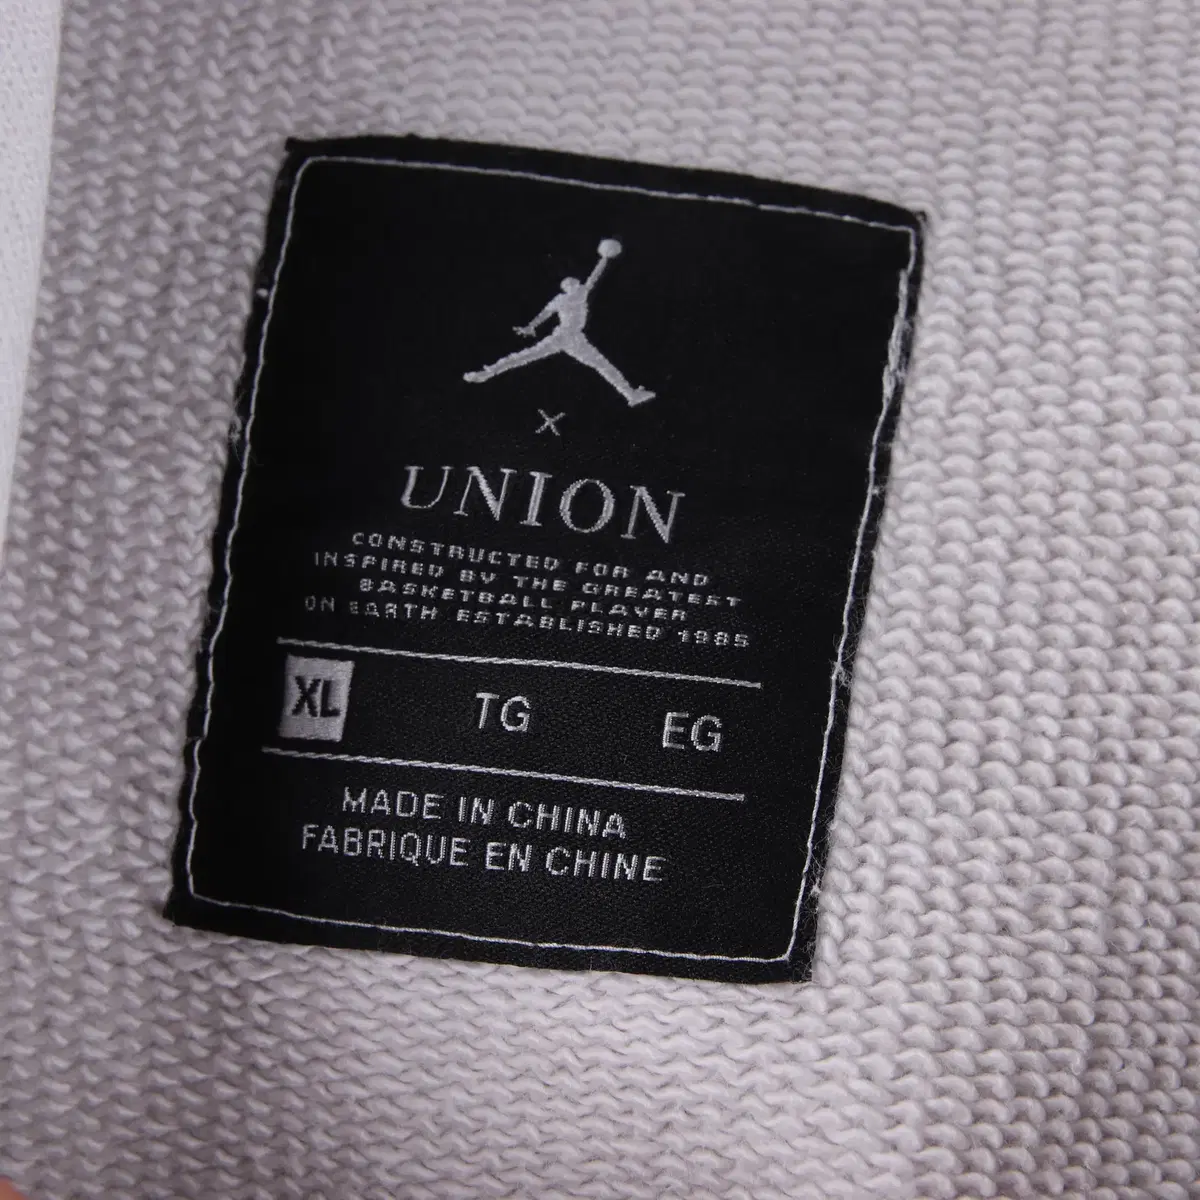 X
UNION
CONSTRUCTED FOR AND
INSPIRED BY THE GREATEST
BASKETBALL PLAYER
ON EARTH ESTABLISHED 1985
XL TG EG
MADE IN CHINA
FABRIQUE EN CHINE